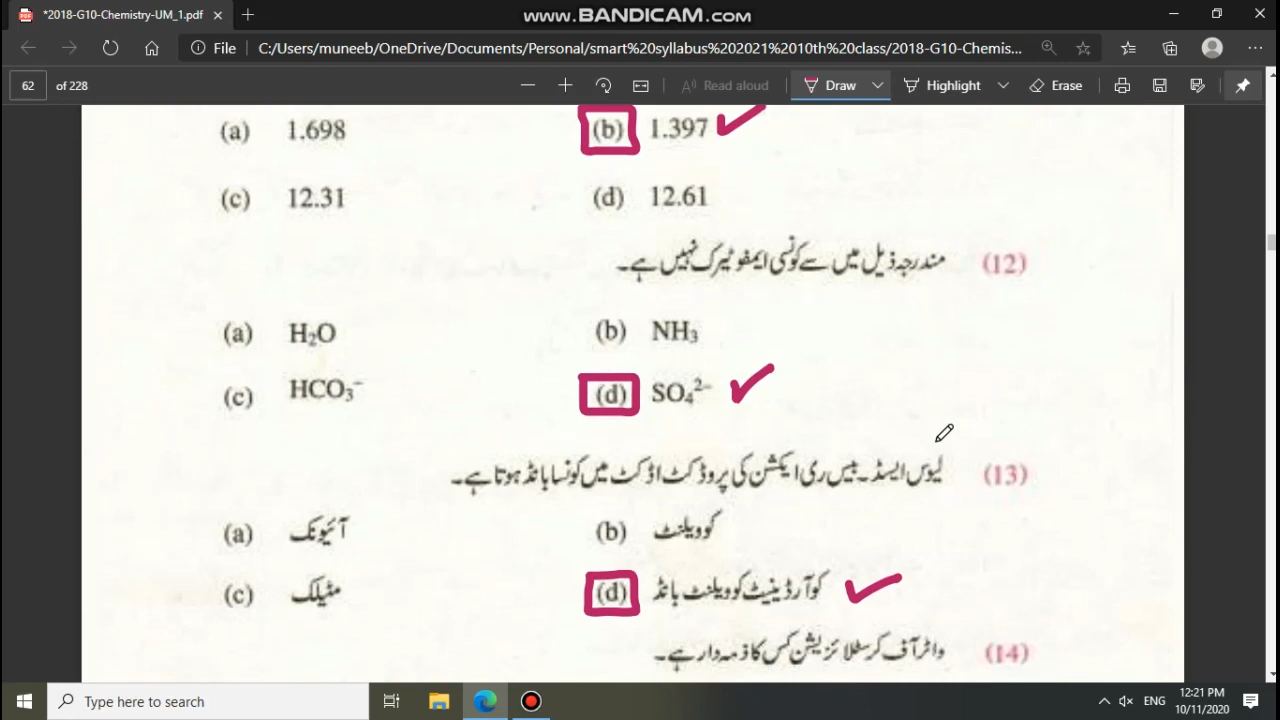 *2018-G10-Chemistry-UM_1.pdf
WWW.BANDICAM.COM
File C:/Users/muneeb/OneDrive/Documents/Personal/smart%20syllabus%202021%2010th%20class/2018-G10-Chemis...
62 of 228 Read aloud Draw Highlight Erase
(a) 1.698 (b) 1.397
(c) 12.31 (d) 12.61
(12) مندرجہ ذیل میں سے کونسی ایمفوٹیرک نہیں ہے۔
(a) H₂O (b) NH₃
(c) HCO₃⁻ (d) SO₄²⁻
(13) لیوس ایسڈ۔ بیس ری ایکشن کی پروڈکٹ اڈکٹ میں کونسا بانڈ ہوتا ہے۔
(a) آئیونک (b) کوویلنٹ
(c) مٹیلک (d) کوآرڈینیٹ کوویلنٹ بانڈ
(14) واٹر آف کرسٹلائزیشن کس کا ذمہ دار ہے۔
Type here to search ENG 12:21 PM
10/11/2020